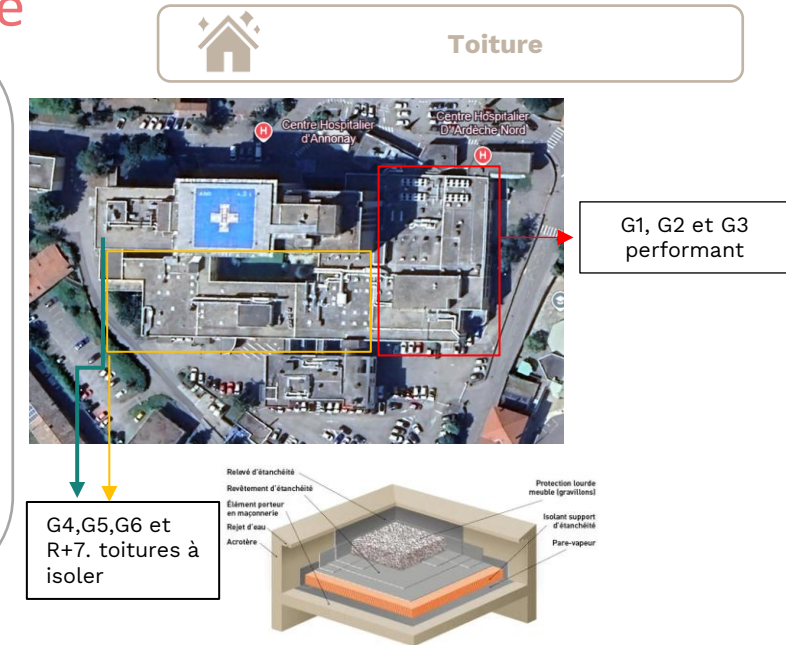 e
Toiture
Centre Hospitalier
d'Annonay
Centre Hospitalier
D'Ardèche Nord
H
H
G1, G2 et G3
performant
G4,G5,G6 et
R+7. toitures à
isoler
Relevé d'étanchéité
Revêtement d'étanchéité
Élément porteur
en maçonnerie
Rejet d'eau
Acrotère
Protection lourde
meuble (gravillons)
Isolant support
d'étanchéité
Pare-vapeur